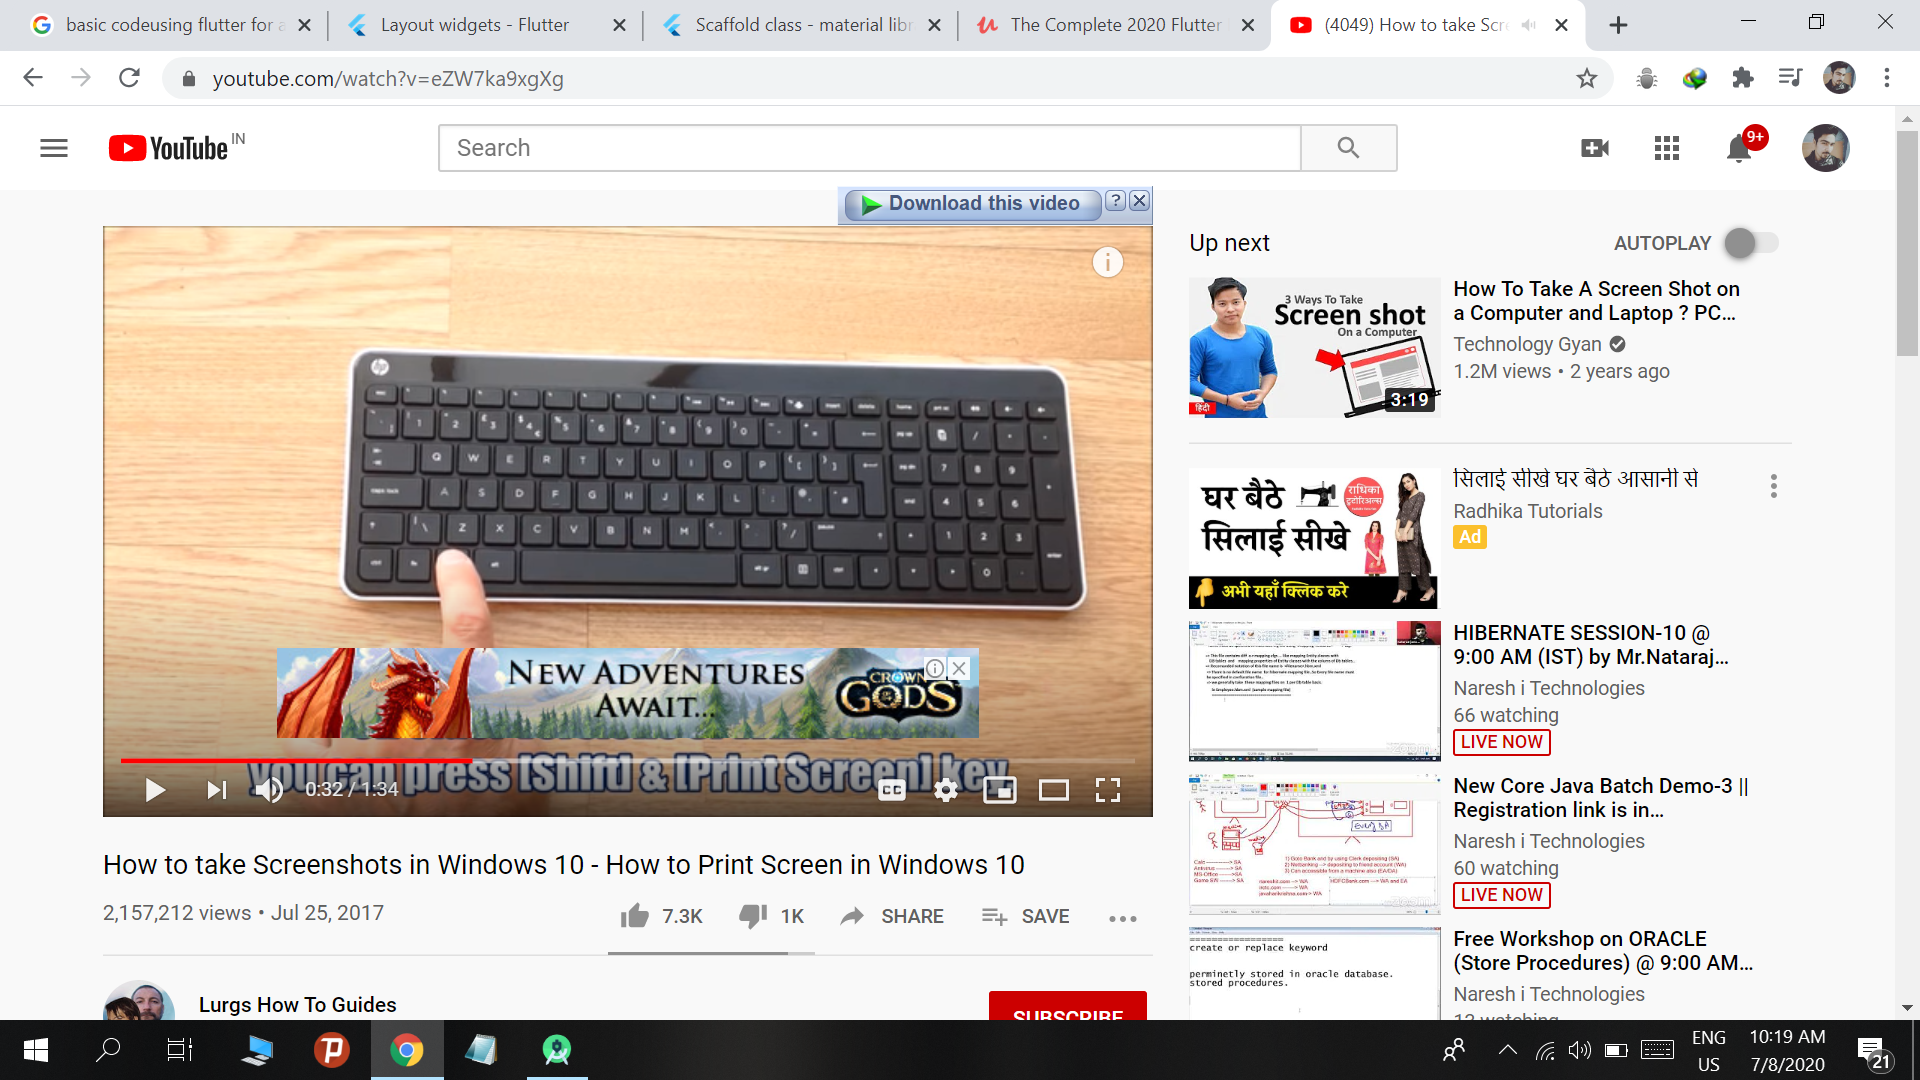 basic codeusing flutter for a
Layout widgets - Flutter
Scaffold class - material libr
The Complete 2020 Flutter
(4049) How to take Scre
youtube.com/watch?v=eZW7ka9xgXg
YouTube IN
Search
9+
Download this video
?
hp
Q W E R T Y U I O P
A S D F G H J K L
Z X C V B N M
NEW ADVENTURES
AWAIT...
CROWN OF GODS
you can press [Shift] & [Print Screen] key
0:32 / 1:34
CC
How to take Screenshots in Windows 10 - How to Print Screen in Windows 10
2,157,212 views • Jul 25, 2017
7.3K
1K
SHARE
SAVE
Lurgs How To Guides
SUBSCRIBE
Up next
AUTOPLAY
3 Ways To Take
Screen shot
On a Computer
हिंदी
3:19
How To Take A Screen Shot on
a Computer and Laptop ? PC...
Technology Gyan
1.2M views • 2 years ago
घर बैठे
सिलाई सीखे
राधिका
टूटोरिअल्स
अभी यहाँ क्लिक करे
सिलाई सीखे घर बैठे आसानी से
Radhika Tutorials
Ad
HIBERNATE SESSION-10 @
9:00 AM (IST) by Mr.Nataraj...
Naresh i Technologies
66 watching
LIVE NOW
New Core Java Batch Demo-3 ||
Registration link is in...
Naresh i Technologies
60 watching
LIVE NOW
create or replace keyword
perminetly stored in oracle database.
stored procedures.
Free Workshop on ORACLE
(Store Procedures) @ 9:00 AM...
Naresh i Technologies
ENG
US
10:19 AM
7/8/2020
21